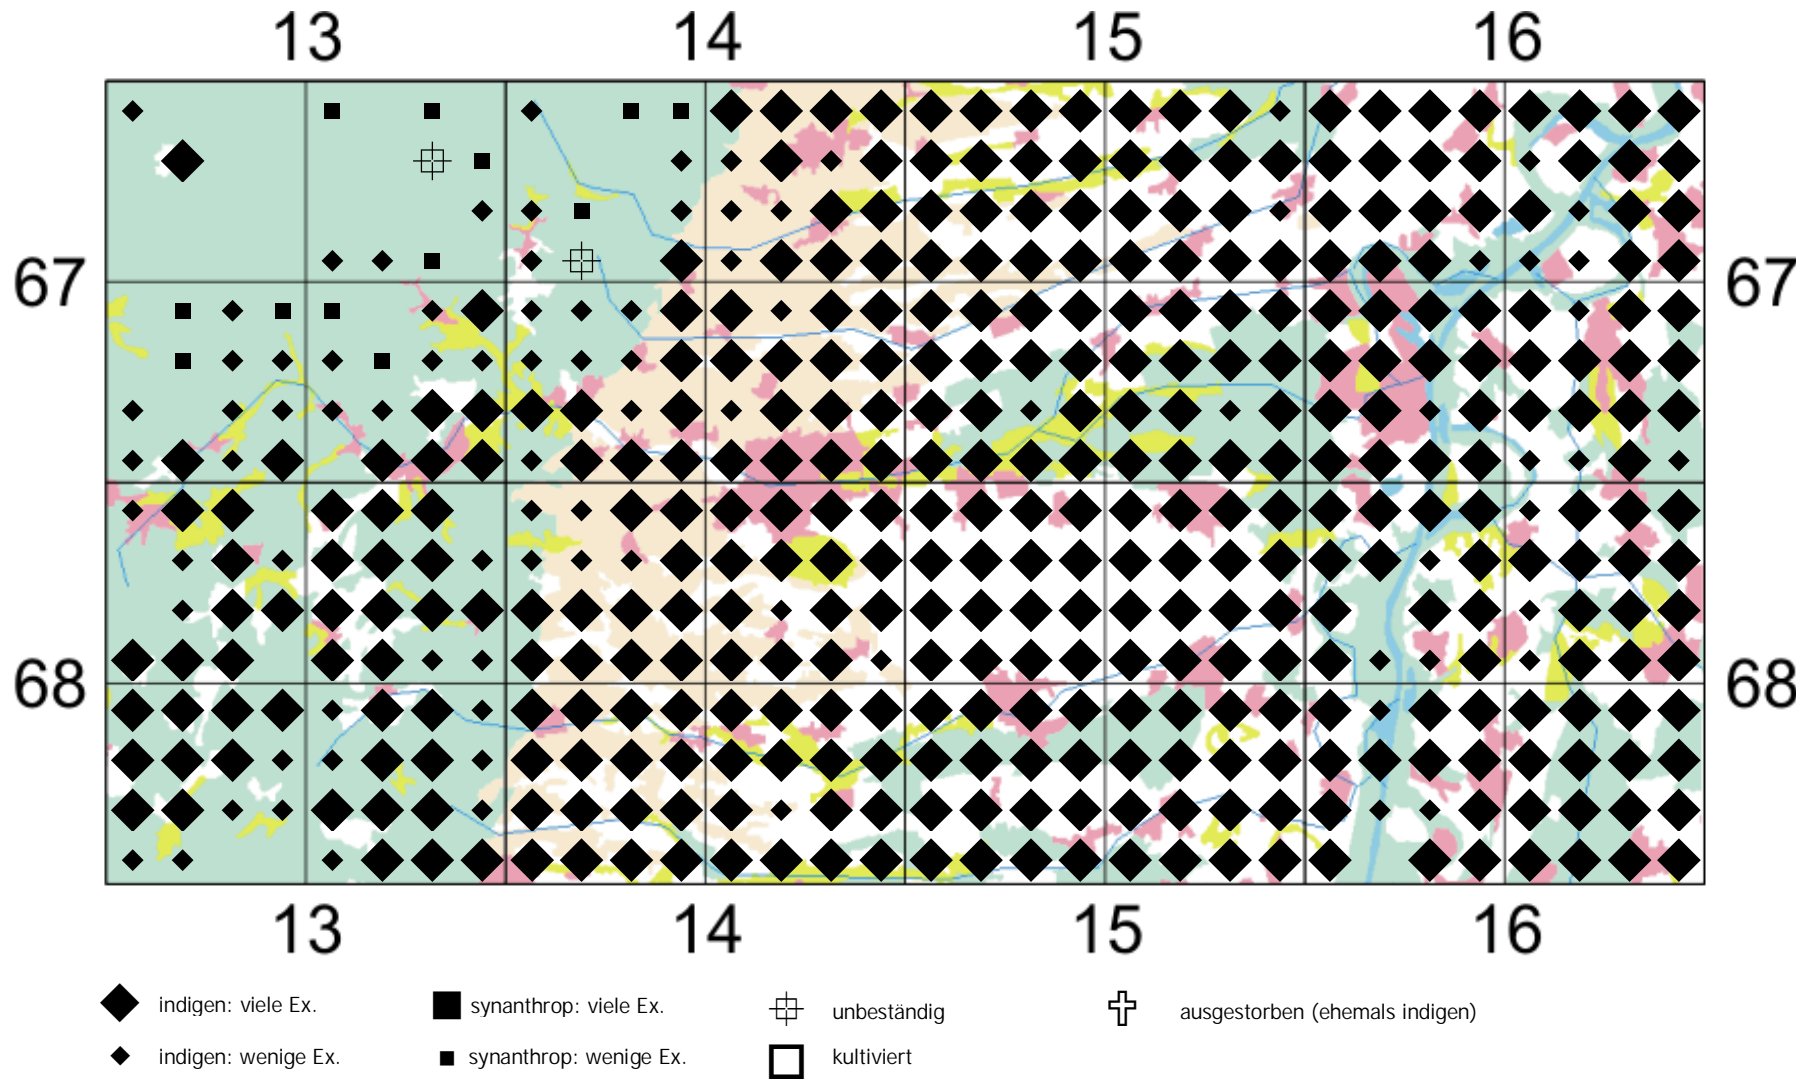 13 14 15 16
67 67
68 68
13 14 15 16
indigen: viele Ex. synanthrop: viele Ex. unbeständig ausgestorben (ehemals indigen)
indigen: wenige Ex. synanthrop: wenige Ex. kultiviert